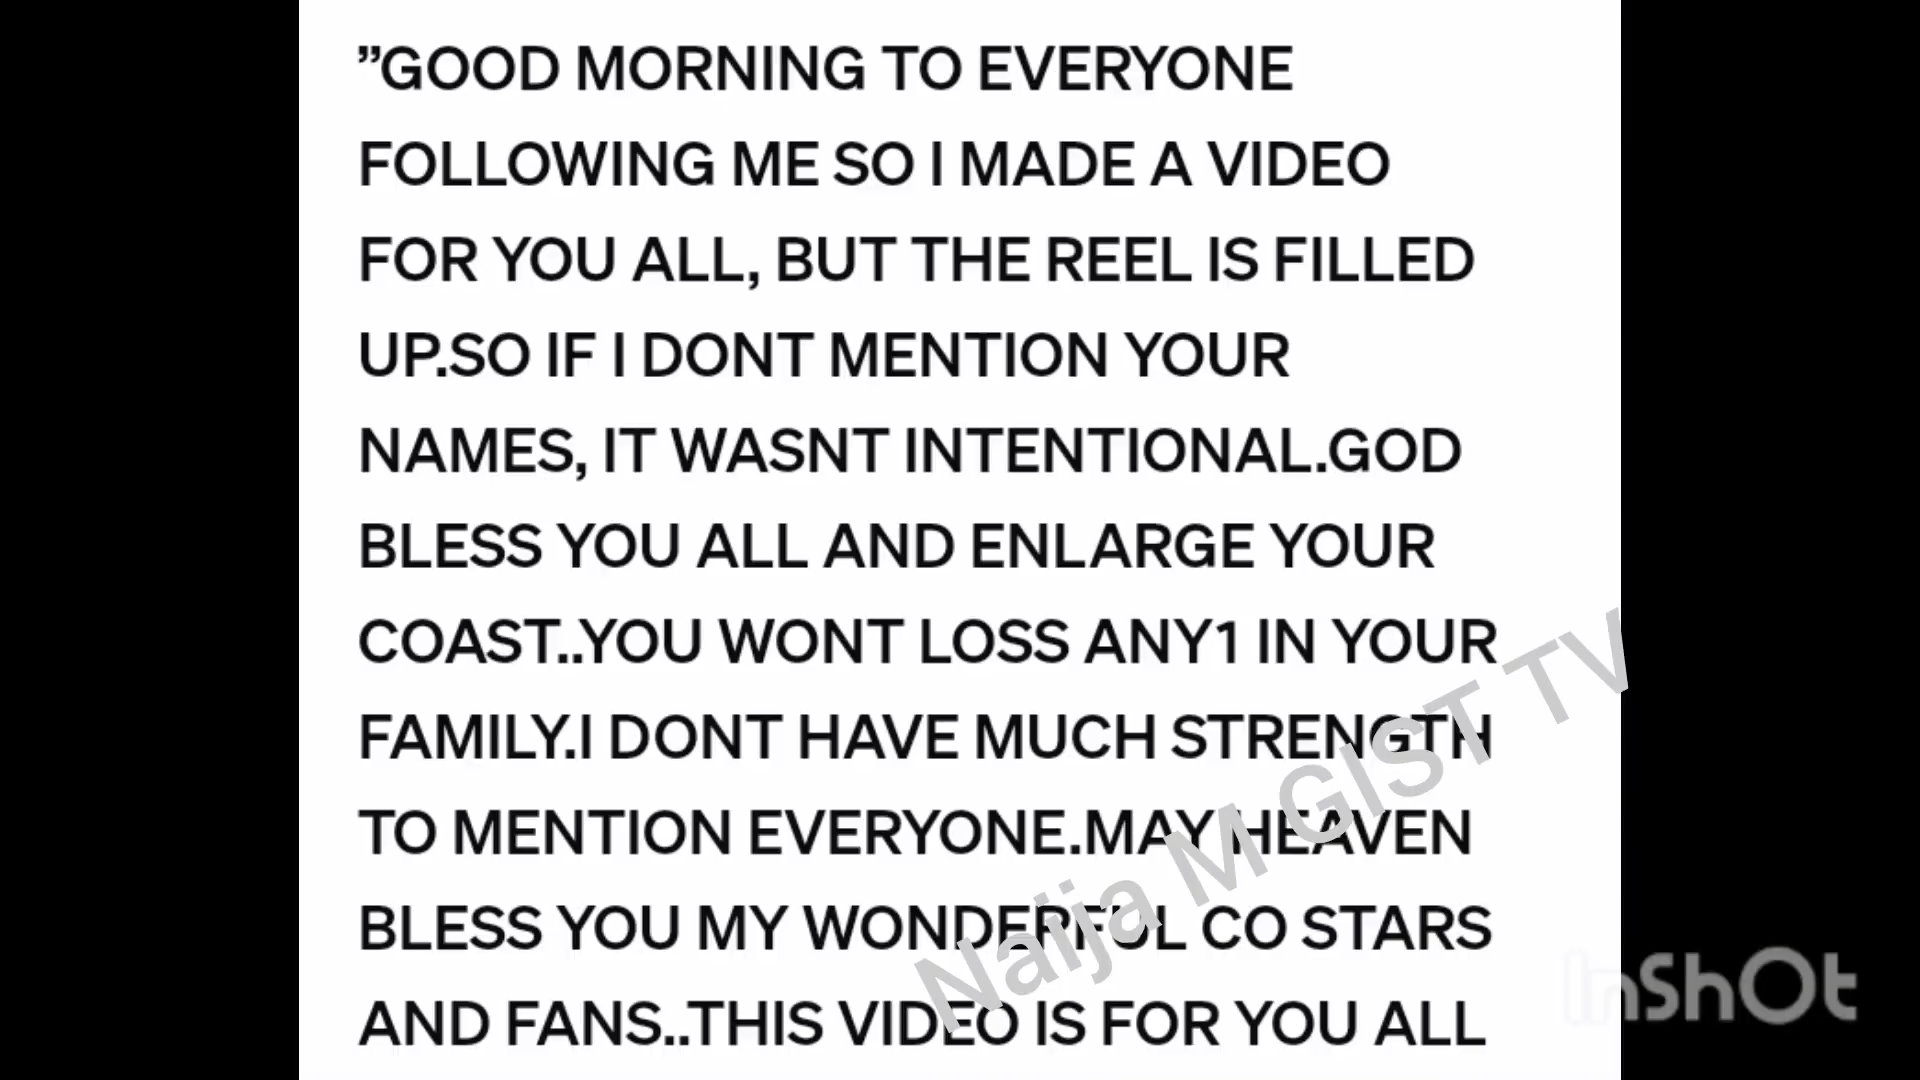 ”GOOD MORNING TO EVERYONE
FOLLOWING ME SO I MADE A VIDEO
FOR YOU ALL, BUT THE REEL IS FILLED
UP.SO IF I DONT MENTION YOUR
NAMES, IT WASNT INTENTIONAL.GOD
BLESS YOU ALL AND ENLARGE YOUR
COAST..YOU WONT LOSS ANY1 IN YOUR
FAMILY.I DONT HAVE MUCH STRENGTH
TO MENTION EVERYONE.MAY HEAVEN
BLESS YOU MY WONDERFUL CO STARS
AND FANS..THIS VIDEO IS FOR YOU ALL
Naija M GIST TV
InShOt